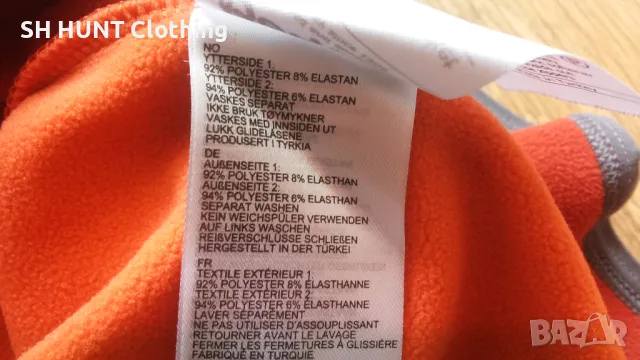 SH HUNT Clothing
NO
YTTERSIDE 1:
92% POLYESTER 8% ELASTAN
YTTERSIDE 2:
94% POLYESTER 6% ELASTAN
VASKES SEPARAT
IKKE BRUK TØYMYKNER
VASKES MED INNSIDEN UT
LUKK GLIDELÅSENE
PRODUSERT I TYRKIA
DE
AUßENSEITE 1:
92% POLYESTER 8% ELASTHAN
AUßENSEITE 2:
94% POLYESTER 6% ELASTHAN
SEPARAT WASHEN
KEIN WEICHSPÜLER VERWENDEN
AUF LINKS WASCHEN
REIßVERSCHLÜSSE SCHLIEßEN
HERGESTELLT IN DER TÜRKEI
FR
TEXTILE EXTÉRIEUR 1:
92% POLYESTER 8% ELASTHANNE
TEXTILE EXTÉRIEUR 2:
94% POLYESTER 6% ELASTHANNE
LAVER SÉPARÉMENT
NE PAS UTILISER D'ASSOUPLISSANT
RETOURNER AVANT LE LAVAGE
FERMER LES FERMETURES À GLISSIÈRE
FABRIQUÉ EN TURQUIE
BAZAR